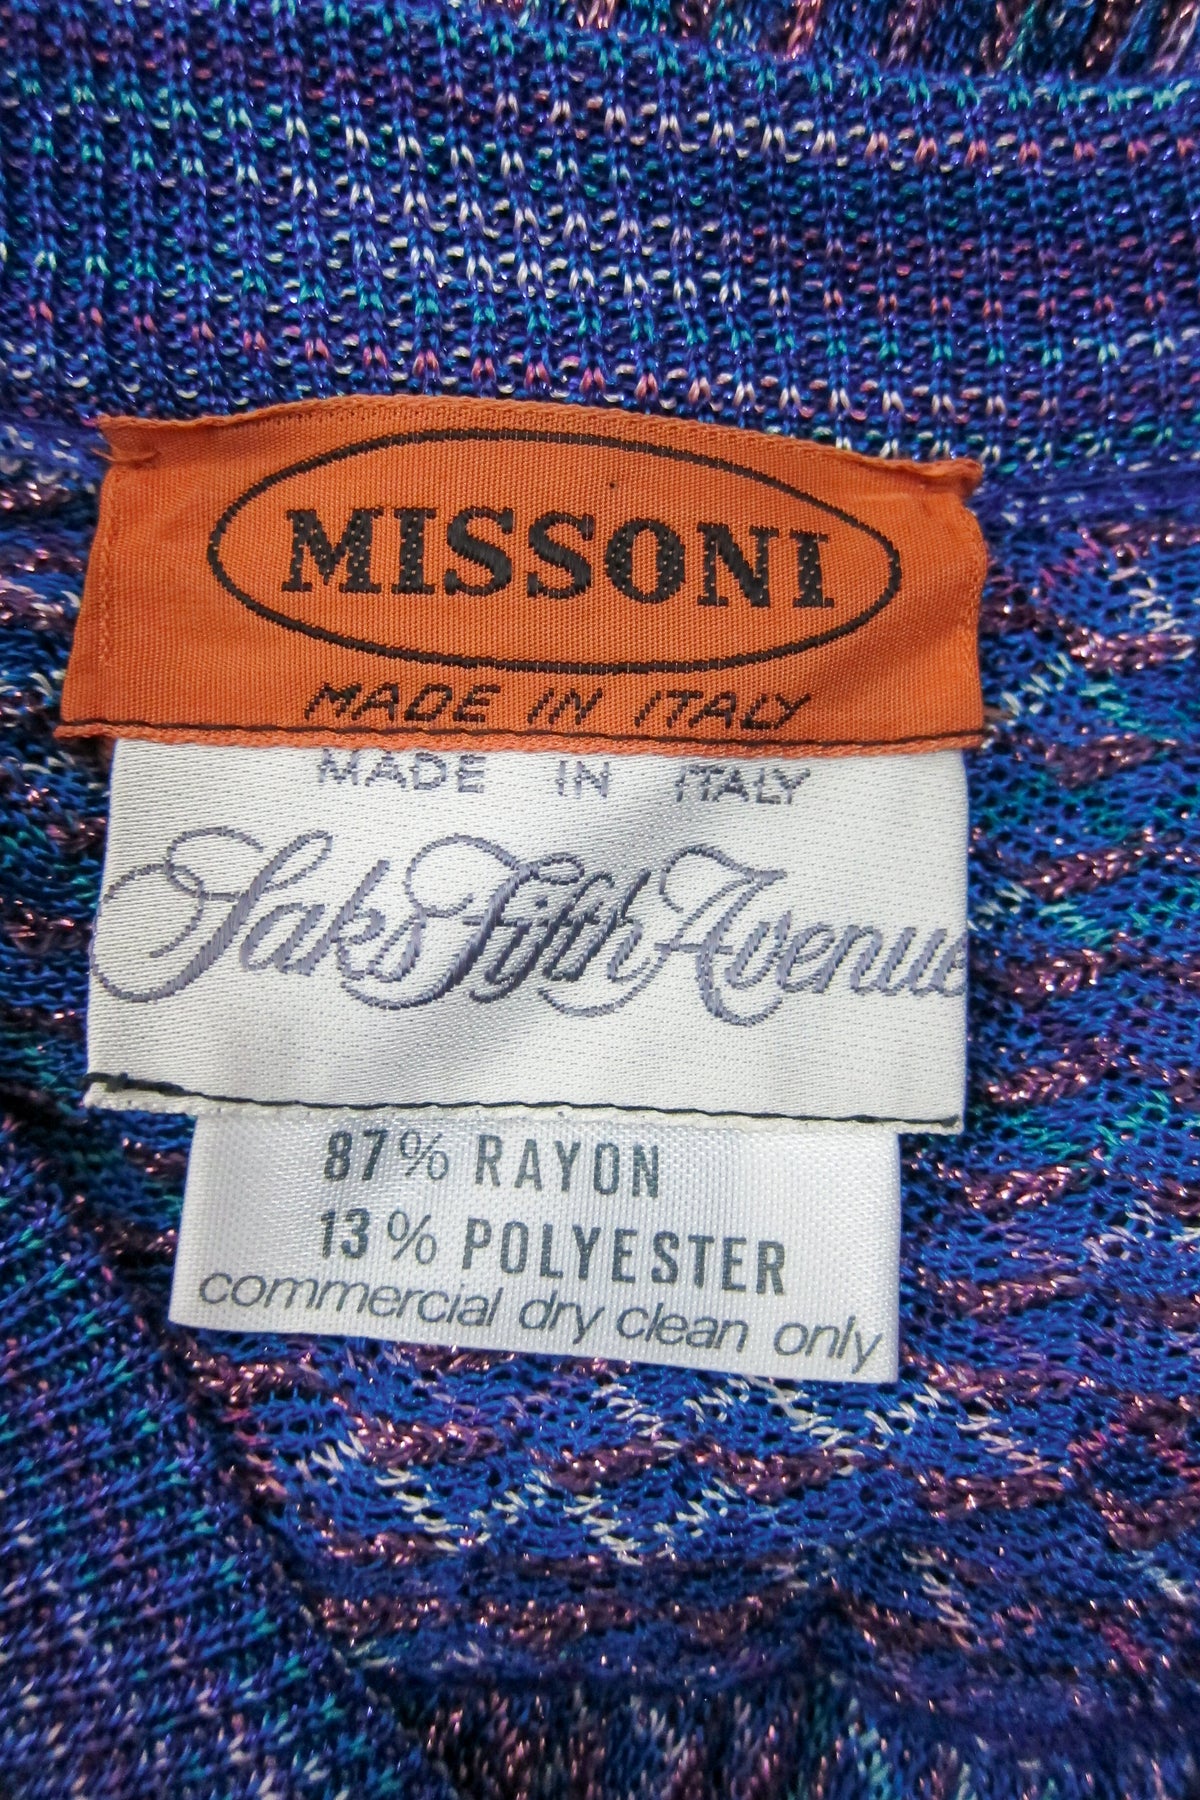 MISSONI
MADE IN ITALY
MADE IN ITALY
Saks Fifth Avenue
87% RAYON
13% POLYESTER
commercial dry clean only